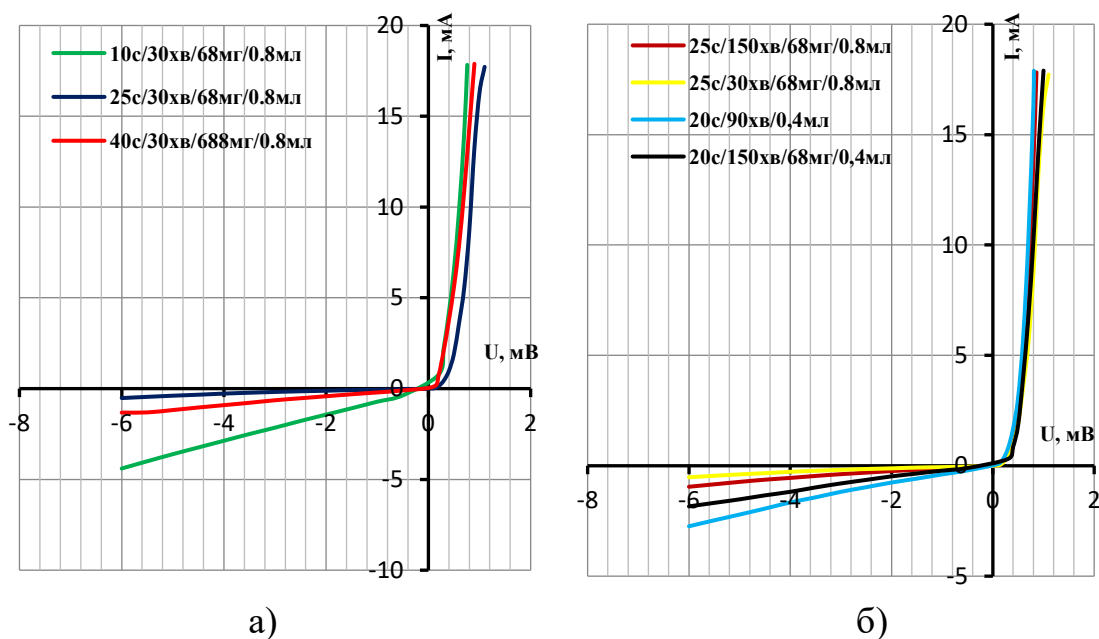 20
I, мА
10с/30хв/68мг/0.8мл
25с/30хв/68мг/0.8мл
40с/30хв/688мг/0.8мл
15
10
5
U, мВ
0
-8
-6
-4
-2
0
2
-5
-10
а)
20
I, мА
25с/150хв/68мг/0.8мл
25с/30хв/68мг/0.8мл
20с/90хв/0,4мл
20с/150хв/68мг/0,4мл
15
10
5
U, мВ
0
-8
-6
-4
-2
0
2
-5
б)